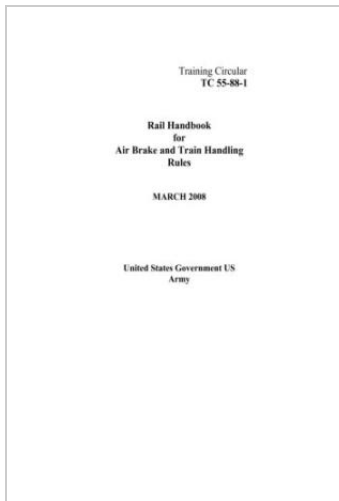 Training Circular
TC 55-88-1
Rail Handbook
for
Air Brake and Train Handling
Rules
MARCH 2008
United States Government US
Army